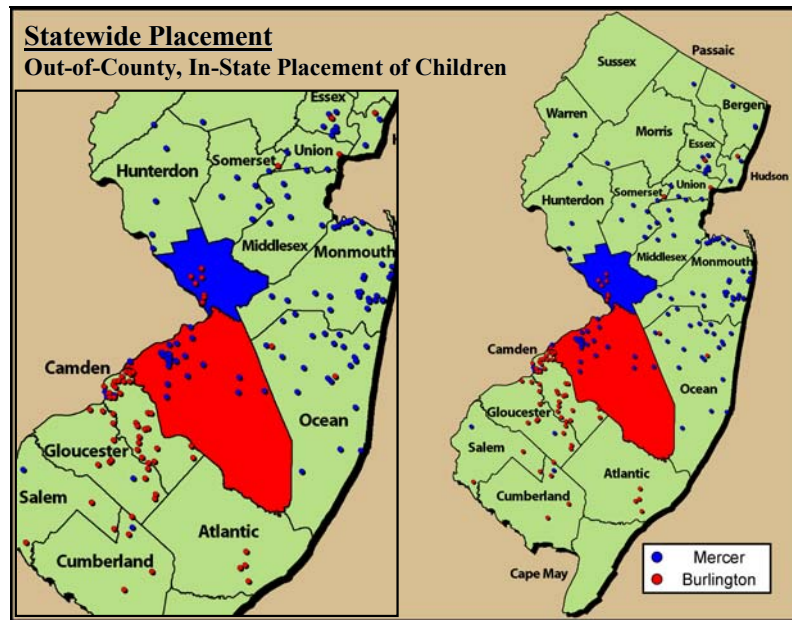 Statewide Placement
Out-of-County, In-State Placement of Children
Essex
Union
Somerset
Hunterdon
Middlesex
Monmouth
Camden
Ocean
Gloucester
Salem
Atlantic
Cumberland
Passaic
Sussex
Bergen
Warren
Morris
Essex
Hudson
Union
Hunterdon
Somerset
Middlesex
Monmouth
Camden
Ocean
Gloucester
Salem
Atlantic
Cumberland
Cape May
Mercer
Burlington